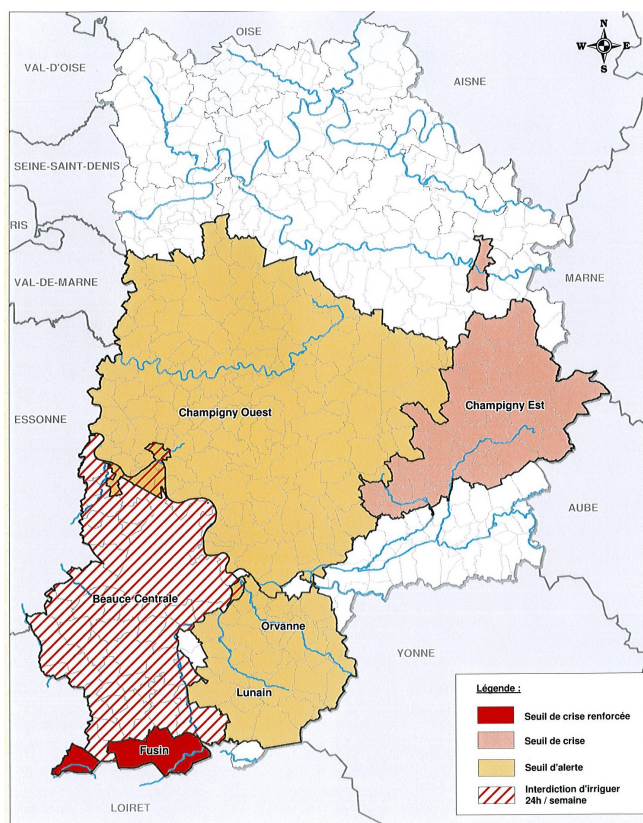 OISE
N
W E
S
VAL-D'OISE
AISNE
SEINE-SAINT-DENIS
RIS
VAL-DE-MARNE
MARNE
Champigny Ouest
Champigny Est
ESSONNE
AUBE
Beauce Centrale
Orvanne
YONNE
Lunain
Légende :
Seuil de crise renforcée
Seuil de crise
Seuil d'alerte
Interdiction d'irriguer
24h / semaine
Fusin
LOIRET